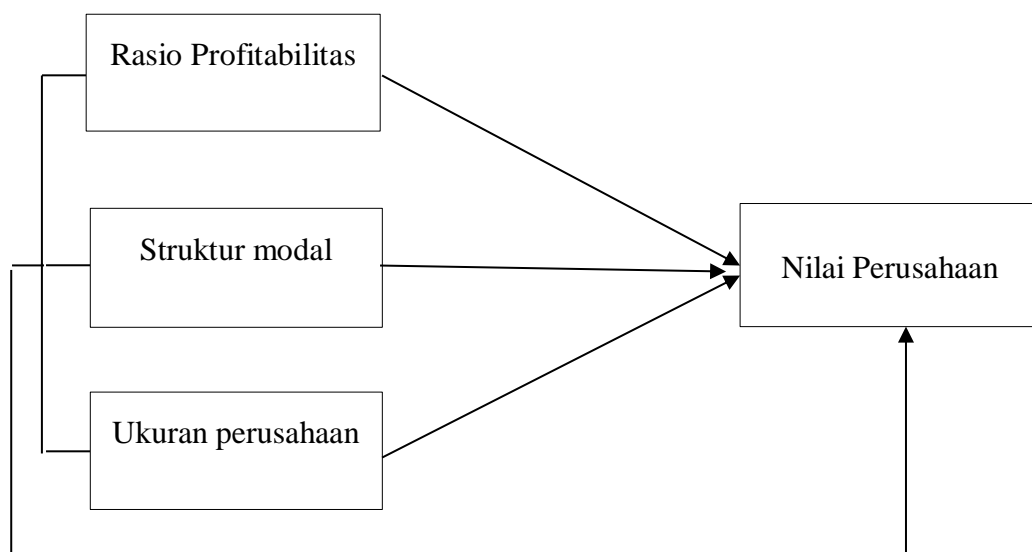 Rasio Profitabilitas
Struktur modal
Nilai Perusahaan
Ukuran perusahaan